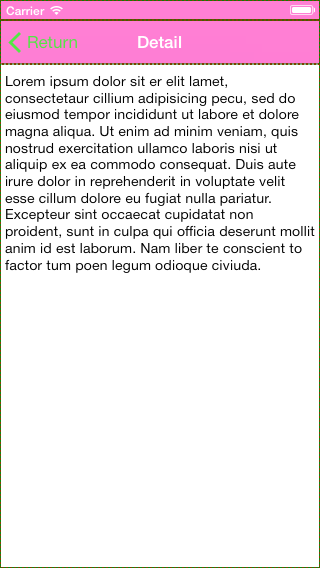 Carrier
Return
Detail
Lorem ipsum dolor sit er elit lamet,
consectetaur cillium adipisicing pecu, sed do
eiusmod tempor incididunt ut labore et dolore
magna aliqua. Ut enim ad minim veniam, quis
nostrud exercitation ullamco laboris nisi ut
aliquip ex ea commodo consequat. Duis aute
irure dolor in reprehenderit in voluptate velit
esse cillum dolore eu fugiat nulla pariatur.
Excepteur sint occaecat cupidatat non
proident, sunt in culpa qui officia deserunt mollit
anim id est laborum. Nam liber te conscient to
factor tum poen legum odioque civiuda.